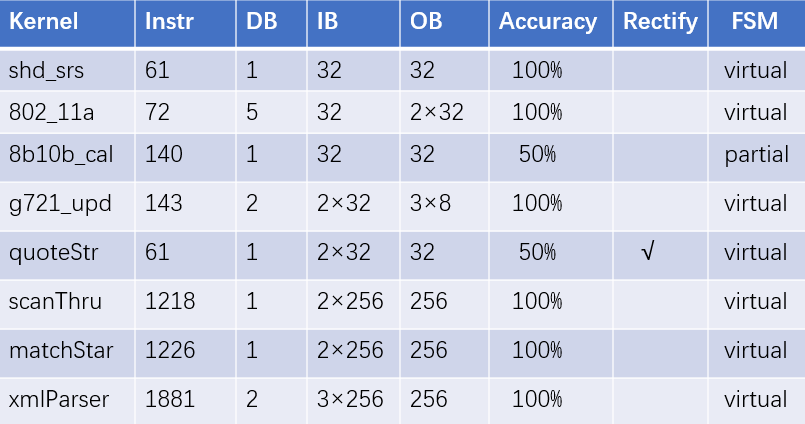 Kernel Instr DB IB OB Accuracy Rectify FSM
shd_srs 61 1 32 32 100% virtual
802_11a 72 5 32 2×32 100% virtual
8b10b_cal 140 1 32 32 50% partial
g721_upd 143 2 2×32 3×8 100% virtual
quoteStr 61 1 2×32 32 50% √ virtual
scanThru 1218 1 2×256 256 100% virtual
matchStar 1226 1 2×256 256 100% virtual
xmlParser 1881 2 3×256 256 100% virtual